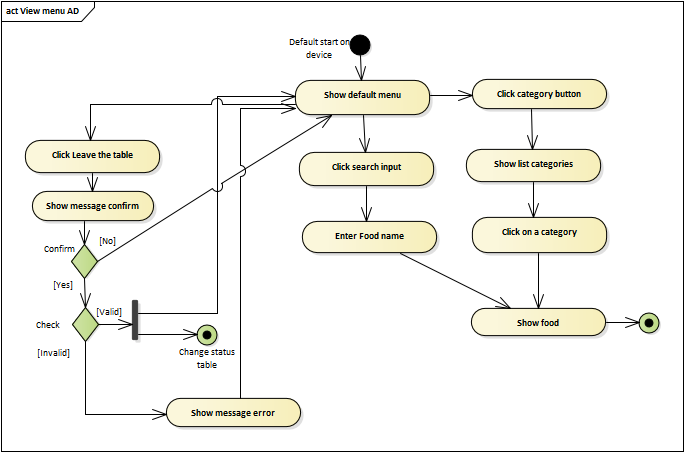 act View menu AD
Default start on
device
Show default menu
Click category button
Click Leave the table
Click search input
Show list categories
Show message confirm
[No]
Enter Food name
Click on a category
Confirm
[Yes]
[Valid]
Check
Show food
[Invalid]
Change status
table
Show message error